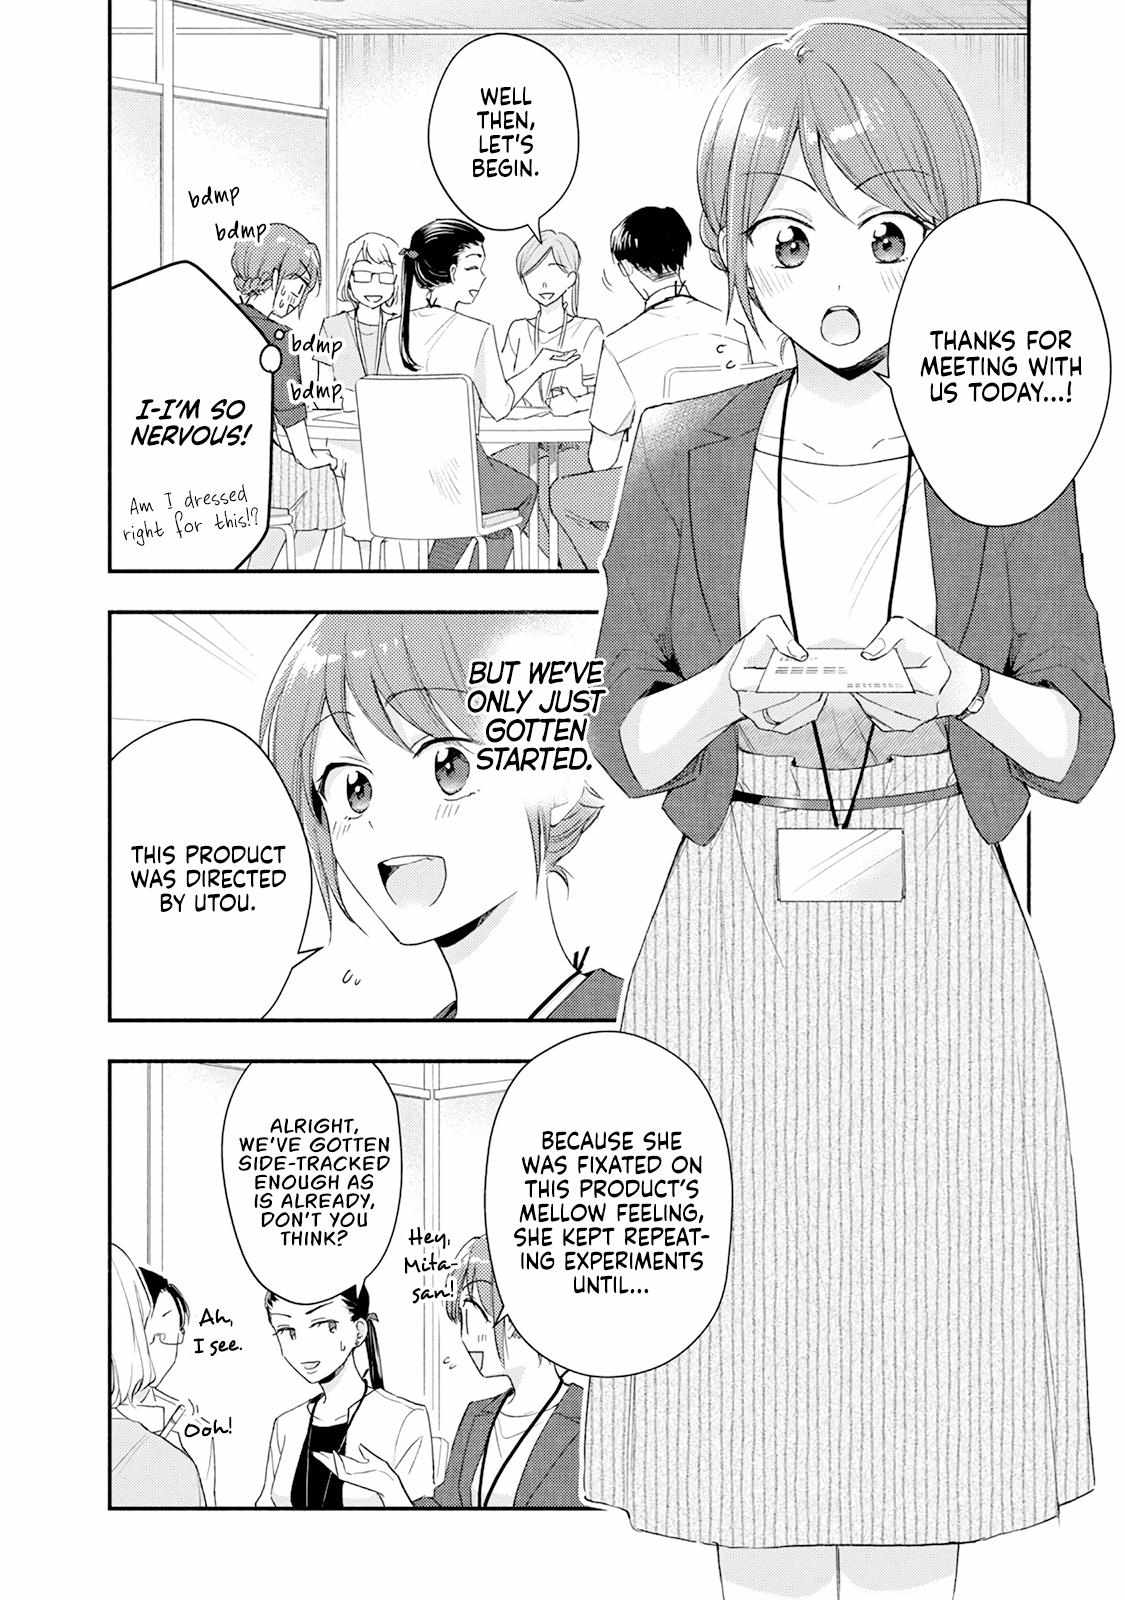 THANKS FOR
MEETING WITH
US TODAY...!
WELL
THEN,
LET'S
BEGIN.
bdmp
bdmp
bdmp
bdmp
I-I'M SO
NERVOUS!
Am I dressed
right for this!?
BUT WE'VE
ONLY JUST
GOTTEN
STARTED.
THIS PRODUCT
WAS DIRECTED
BY UTOU.
BECAUSE SHE
WAS FIXATED ON
THIS PRODUCT'S
MELLOW FEELING,
SHE KEPT REPEAT-
ING EXPERIMENTS
UNTIL...
Hey,
Mita-
san!
ALRIGHT,
WE'VE GOTTEN
SIDE-TRACKED
ENOUGH AS
IS ALREADY,
DON'T YOU
THINK?
Ah,
I see.
Ooh!